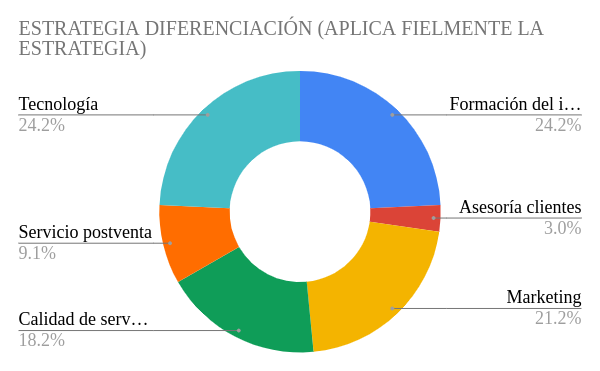 ESTRATEGIA DIFERENCIACIÓN (APLICA FIELMENTE LA
ESTRATEGIA)
Tecnología
24.2%
Formación del i…
24.2%
Asesoría clientes
3.0%
Servicio postventa
9.1%
Marketing
21.2%
Calidad de serv…
18.2%